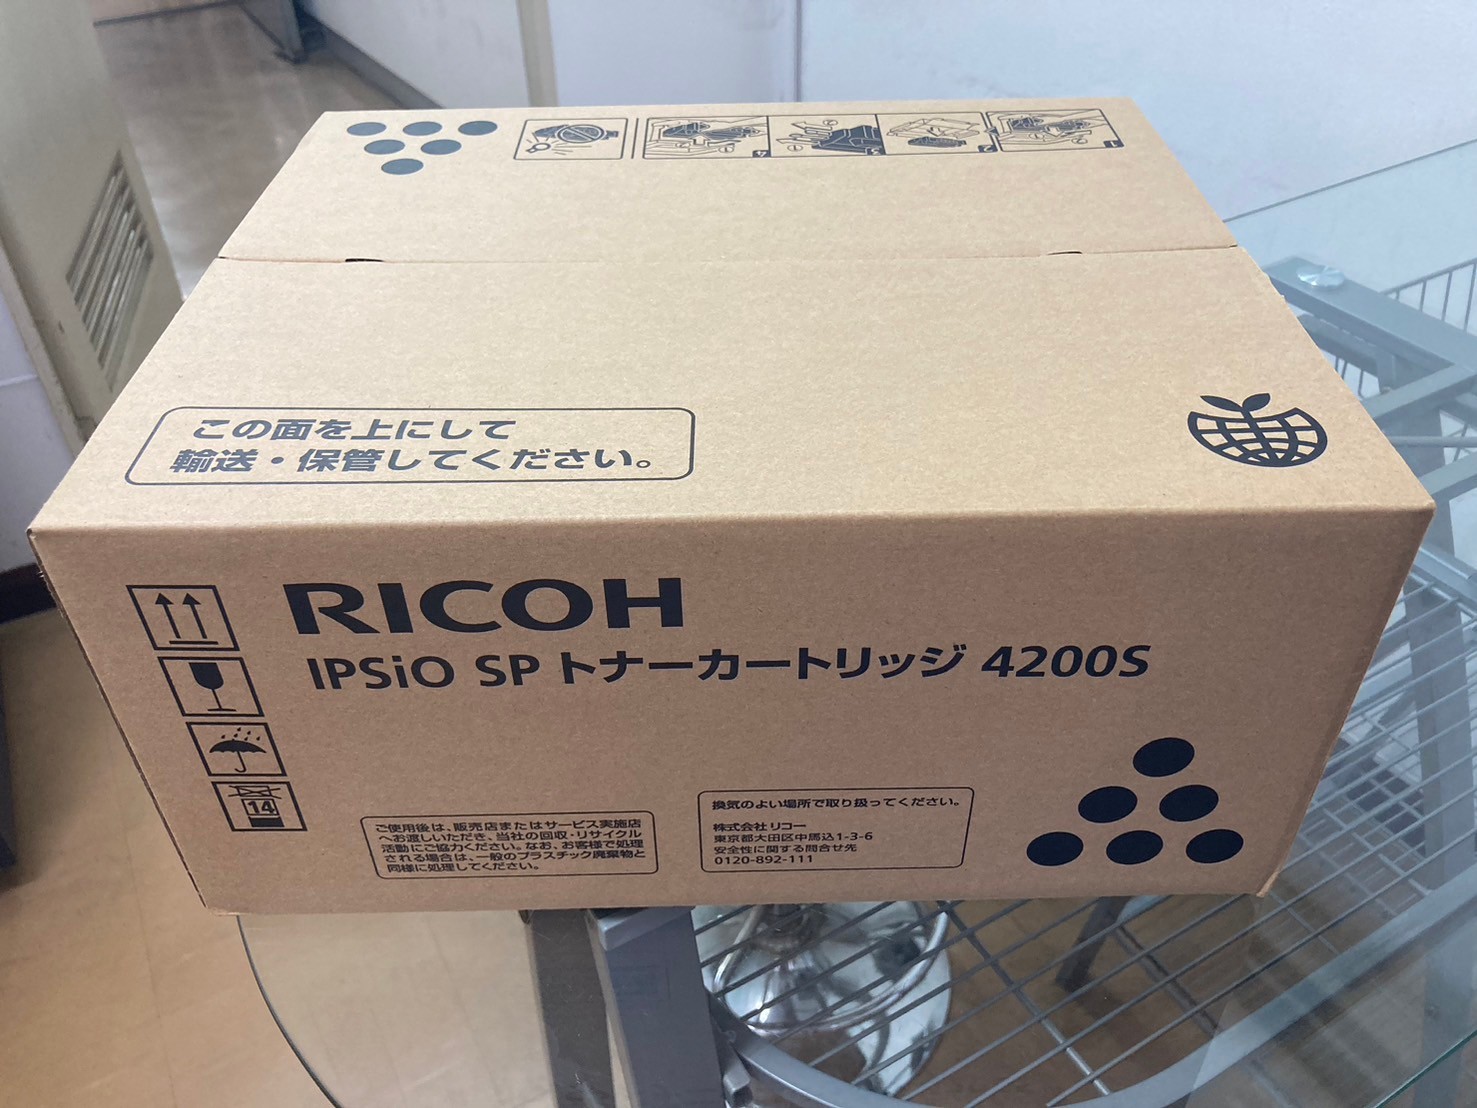 4
3
2
1
この面を上にして
輸送・保管してください。
RICOH
IPSiO SP トナーカートリッジ 4200S
14
ご使用後は、販売店またはサービス実施店
へお渡しいただき、当社の回収・リサイクル
活動にご協力ください。なお、お客様で処理
される場合は、一般のプラスチック廃棄物と
同様に処理してください。
換気のよい場所で取り扱ってください。
株式会社 リコー
東京都大田区中馬込1-3-6
安全性に関する問合せ先
0120-892-111